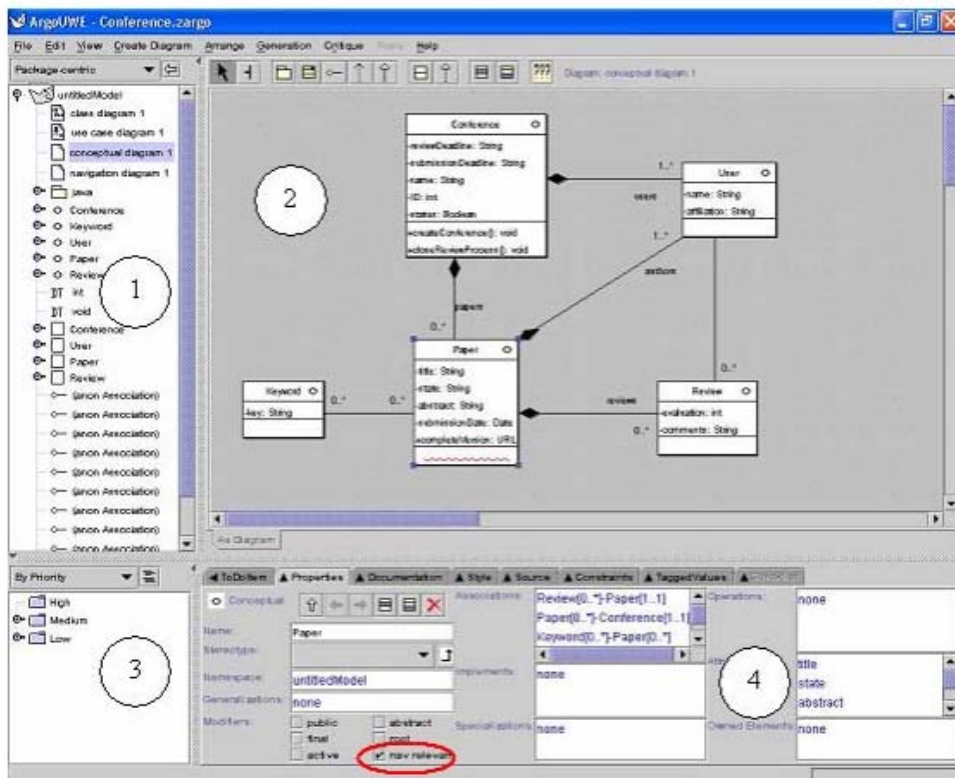 ArgoUWE - Conference.zargo
File Edit View Create Diagram Arrange Generation Critique Help
Package-centric
Diagram: conceptual diagram 1
untitledModel
class diagram 1
use case diagram 1
conceptual diagram 1
navigation diagram 1
java
Conference
Keyword
User
Paper
Review
int
void
Conference
User
Paper
Review
(anon Association)
(anon Association)
(anon Association)
(anon Association)
(anon Association)
(anon Association)
(anon Association)
(anon Association)
(anon Association)
1
2
Conference
-reviewDeadline: String
-submissionDeadline: String
-name: String
-ID: int
-status: Boolean
+createConference(): void
+closeReviewProcess(): void
1..*
users
User
-name: String
-affiliation: String
1..*
authors
papers
0..*
Paper
-title: String
-state: String
-abstract: String
-submissionDate: Date
+completeVersion: URL
Keyword
-key: String
0..*
0..*
0..*
reviews
0..*
Review
-evaluation: int
-comments: String
As Diagram
By Priority
High
Medium
Low
3
ToDoItem Properties Documentation Style Source Constraints TaggedValues
Conceptual
Name: Paper
Stereotype:
Namespace: untitledModel
Generalizations: none
Modifiers: public abstract
final root
active nav relevant
Associations:
Review[0..*]-Paper[1..1]
Paper[0..*]-Conference[1..1]
Keyword[0..*]-Paper[0..*]
Implements: none
Specializations: none
Operations: none
4
title
state
abstract
Owned Elements: none